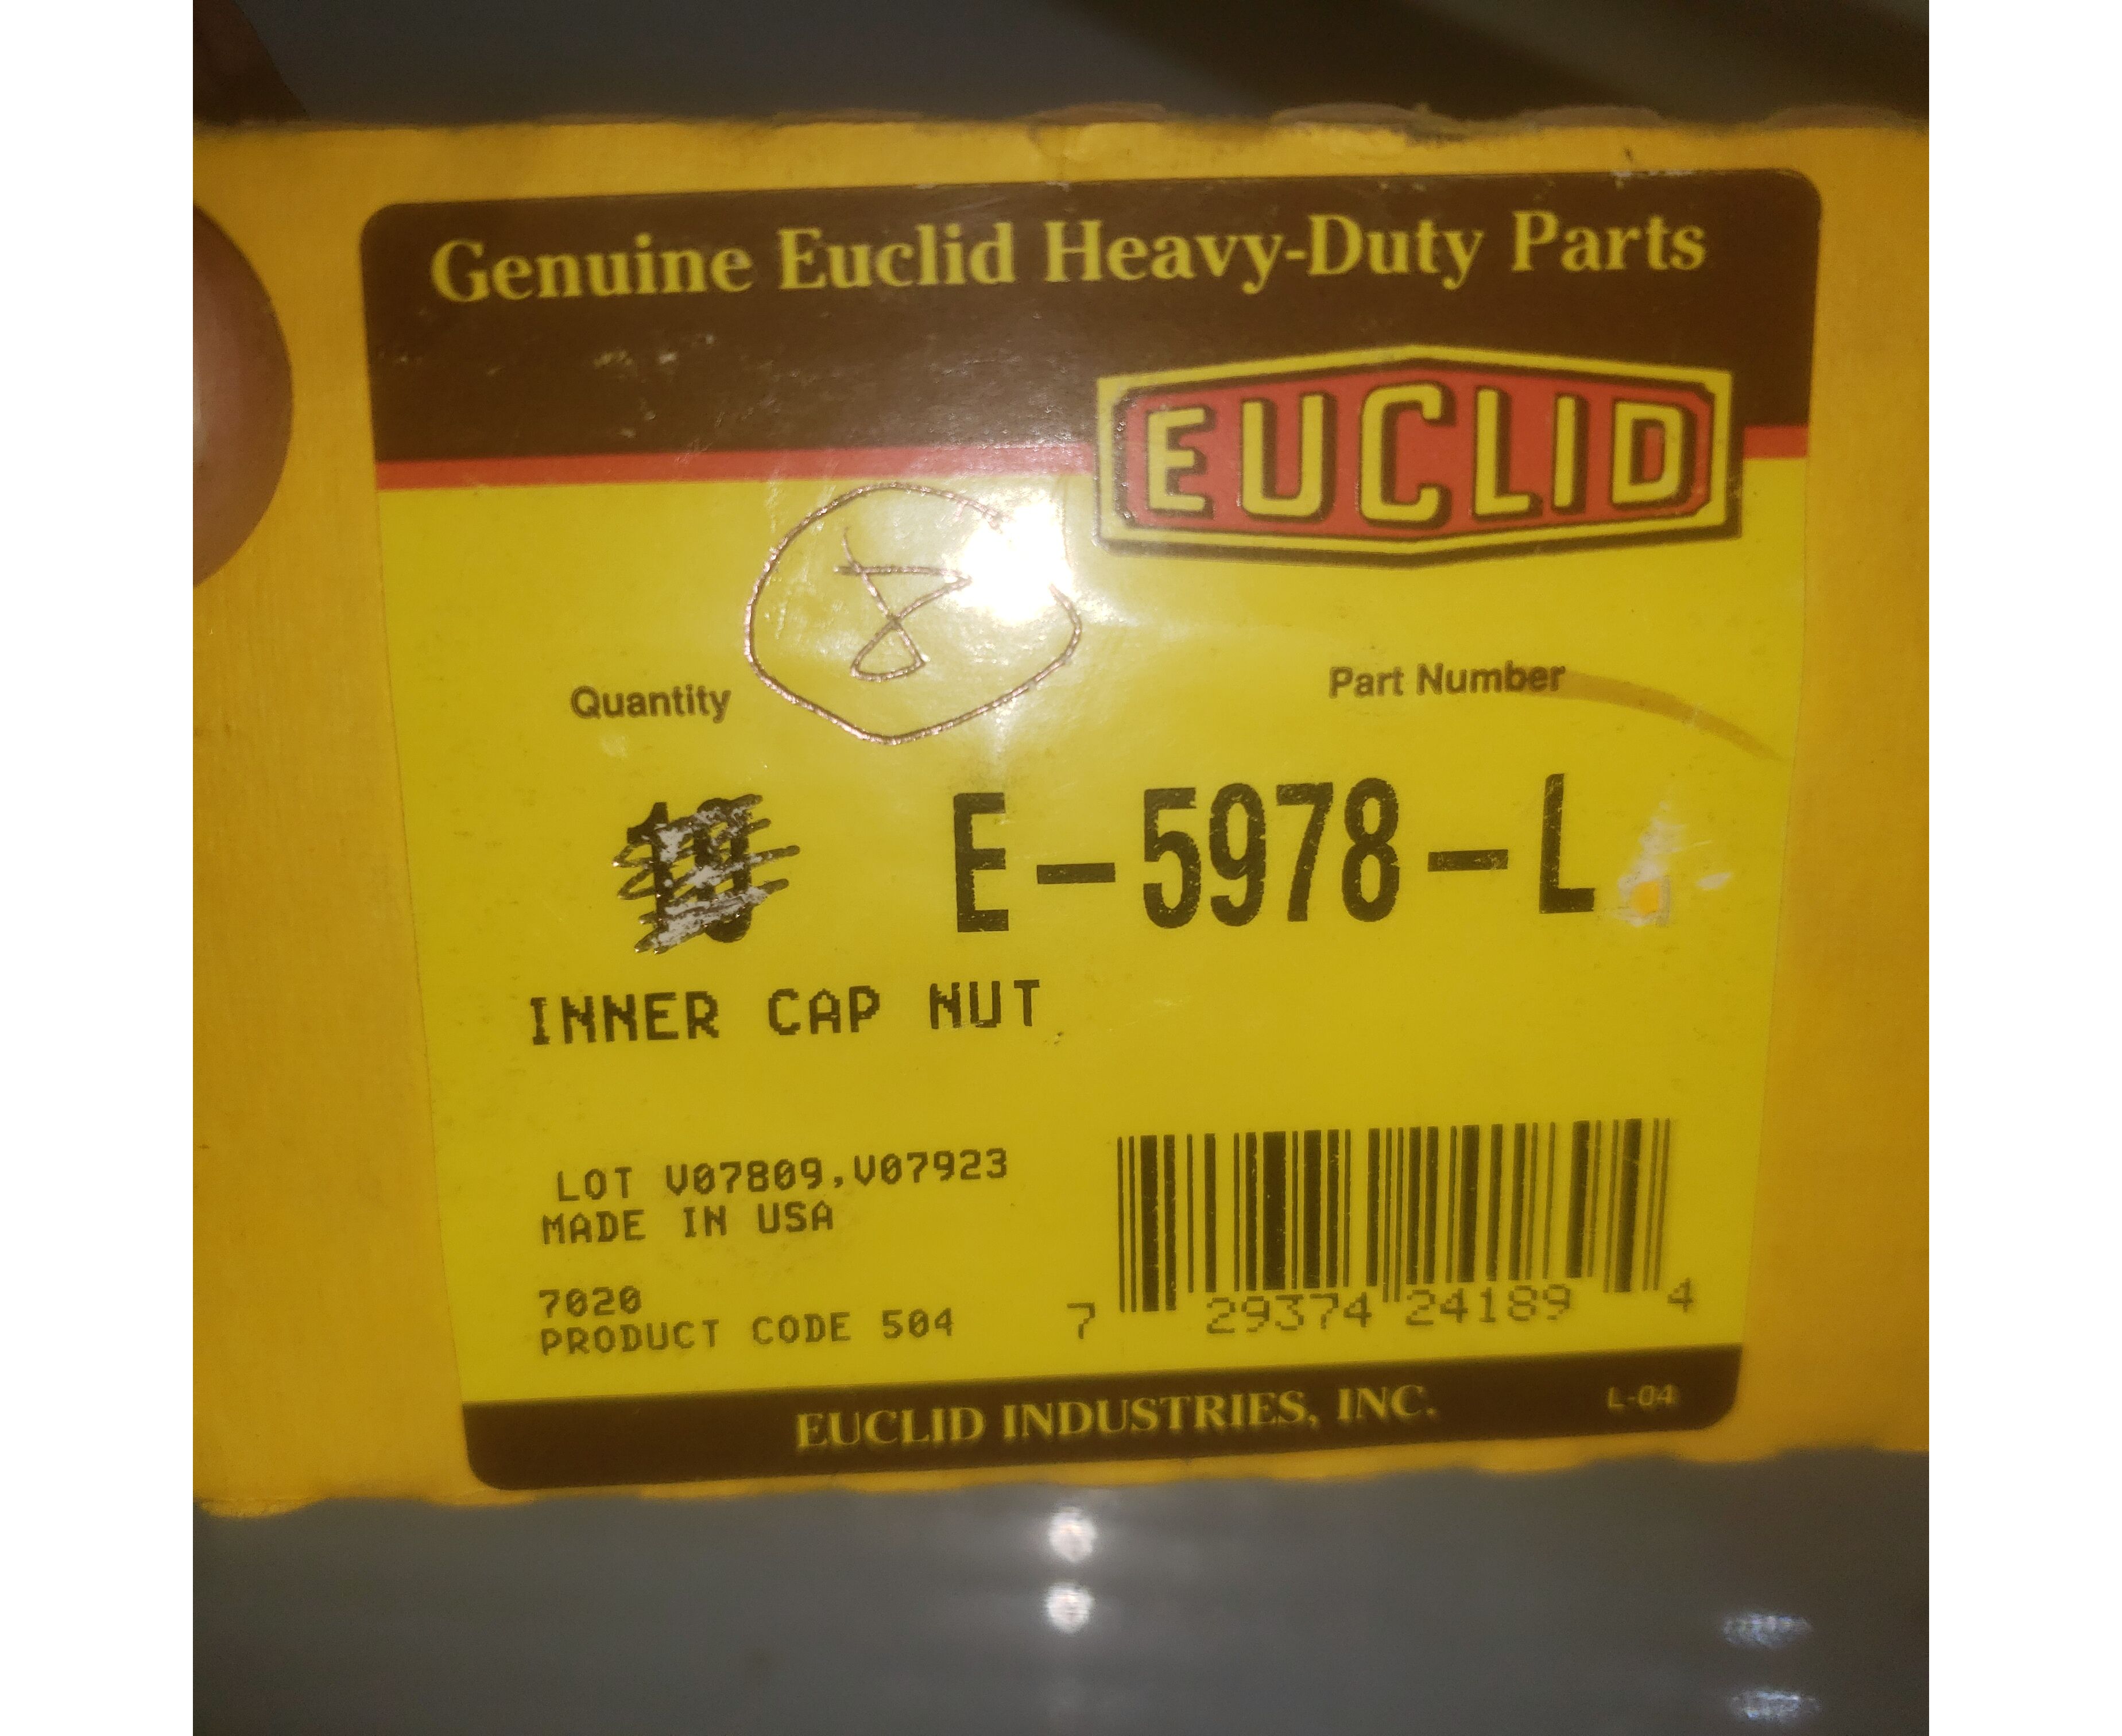 Genuine Euclid Heavy-Duty Parts
EUCLID
8
Quantity
Part Number
10 E-5978-L
INNER CAP NUT
LOT V07809,V07923
MADE IN USA
7020
PRODUCT CODE 504
7 29374 24189 4
EUCLID INDUSTRIES, INC.
L-04